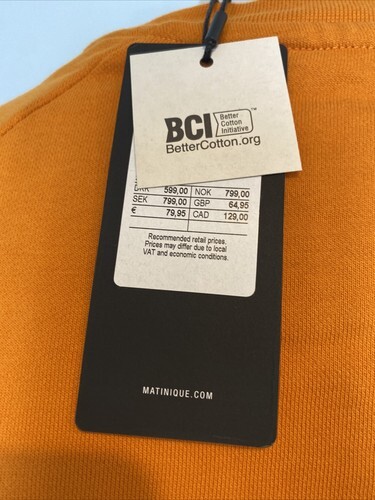 BCI Better
Cotton
Initiative ™
BetterCotton.org
DKK 599,00 NOK 799,00
SEK 799,00 GBP 64,95
€ 79,95 CAD 129,00
Recommended retail prices.
Prices may differ due to local
VAT and economic conditions.
MATINIQUE.COM